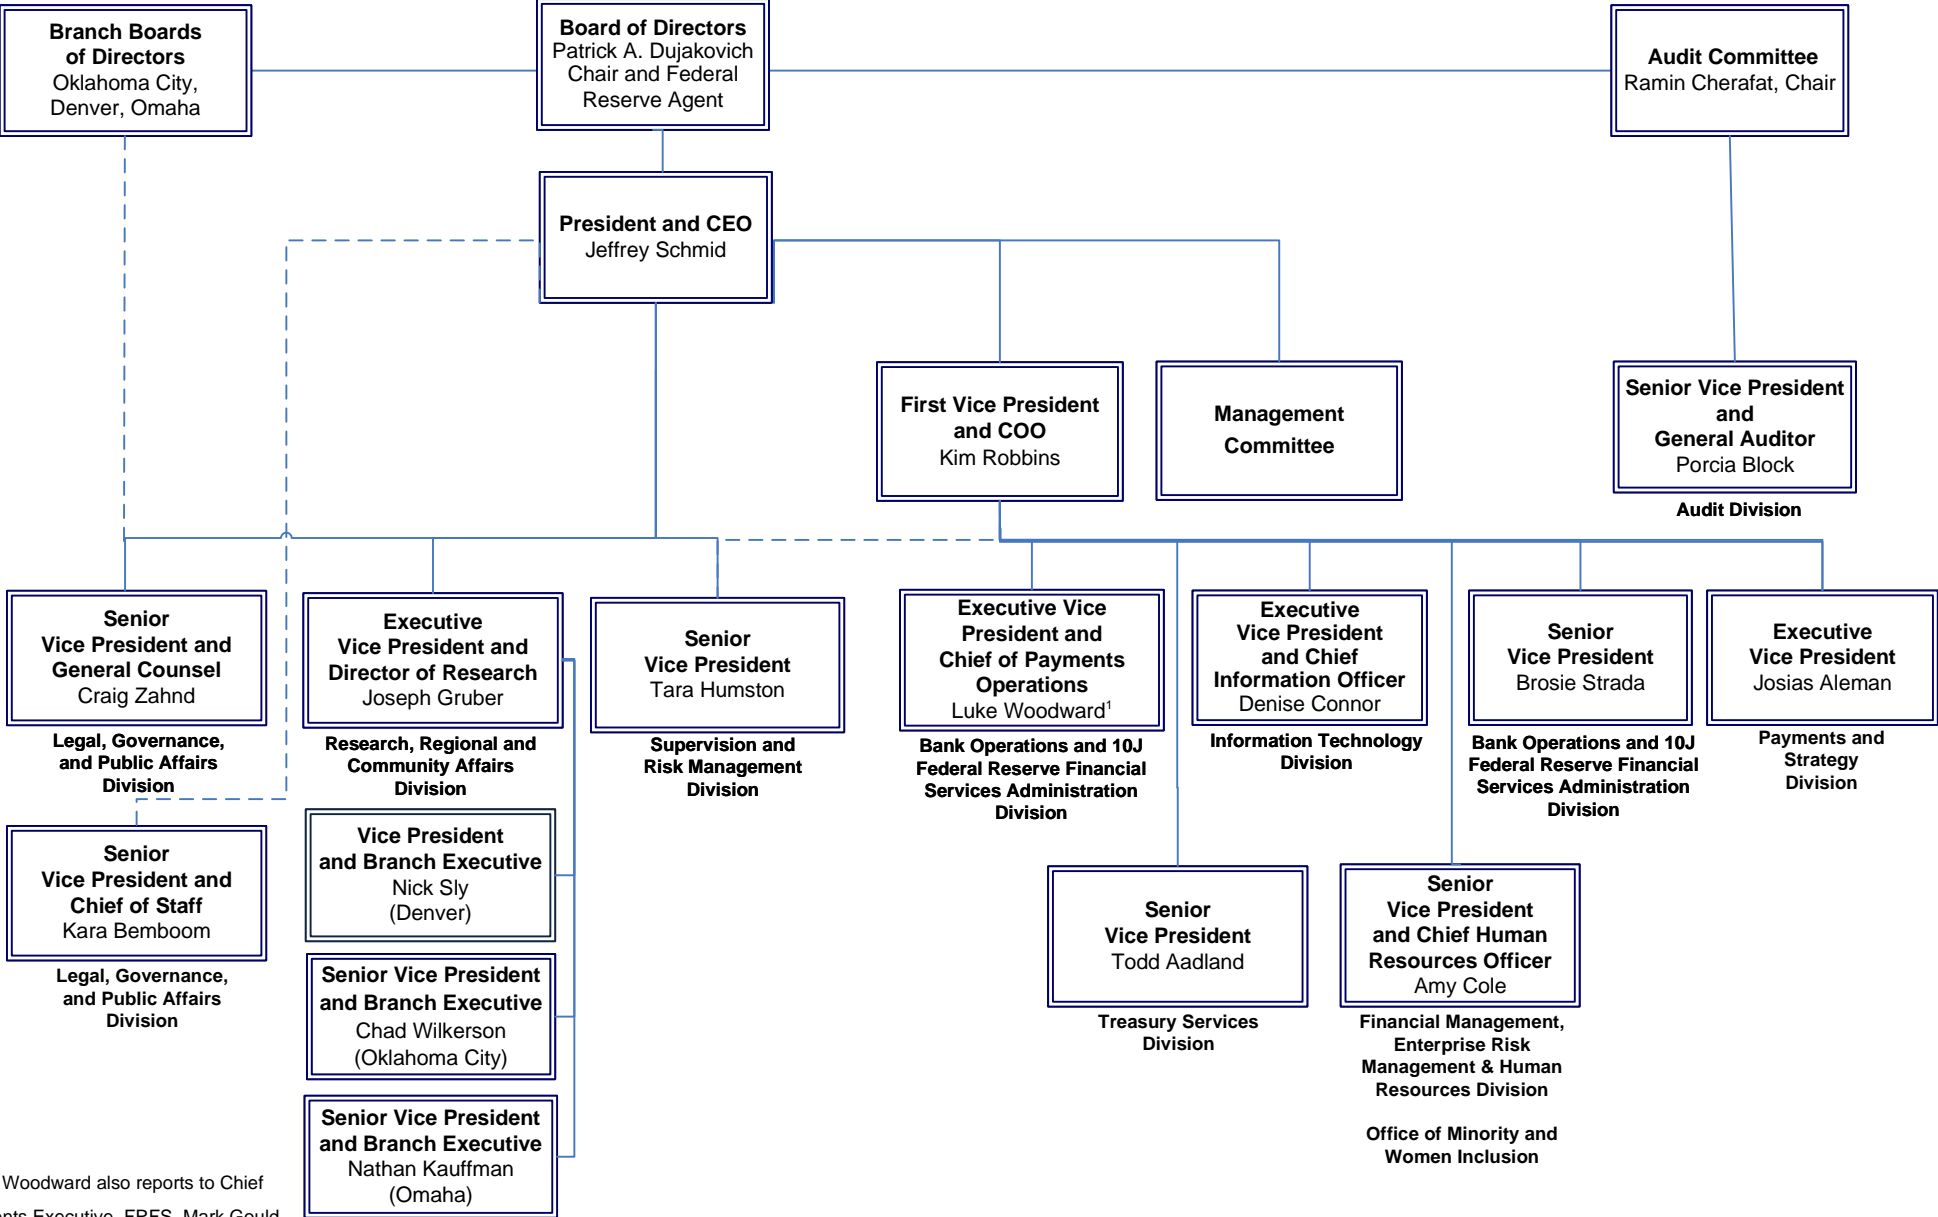 Branch Boards
of Directors
Oklahoma City,
Denver, Omaha
Board of Directors
Patrick A. Dujakovich
Chair and Federal
Reserve Agent
Audit Committee
Ramin Cherafat, Chair
President and CEO
Jeffrey Schmid
First Vice President
and COO
Kim Robbins
Management
Committee
Senior Vice President
and
General Auditor
Porcia Block
Audit Division
Senior
Vice President and
General Counsel
Craig Zahnd
Legal, Governance,
and Public Affairs
Division
Executive
Vice President and
Director of Research
Joseph Gruber
Research, Regional and
Community Affairs
Division
Senior
Vice President
Tara Humston
Supervision and
Risk Management
Division
Executive Vice
President and
Chief of Payments
Operations
Luke Woodward¹
Bank Operations and 10J
Federal Reserve Financial
Services Administration
Division
Executive
Vice President
and Chief
Information Officer
Denise Connor
Information Technology
Division
Senior
Vice President
Brosie Strada
Bank Operations and 10J
Federal Reserve Financial
Services Administration
Division
Executive
Vice President
Josias Aleman
Payments and
Strategy
Division
Senior
Vice President and
Chief of Staff
Kara Bemboom
Legal, Governance,
and Public Affairs
Division
Vice President
and Branch Executive
Nick Sly
(Denver)
Senior Vice President
and Branch Executive
Chad Wilkerson
(Oklahoma City)
Senior Vice President
and Branch Executive
Nathan Kauffman
(Omaha)
Senior
Vice President
Todd Aadland
Treasury Services
Division
Senior
Vice President
and Chief Human
Resources Officer
Amy Cole
Financial Management,
Enterprise Risk
Management & Human
Resources Division
Office of Minority and
Women Inclusion
Woodward also reports to Chief
Executive, FRFS, Mark Gould